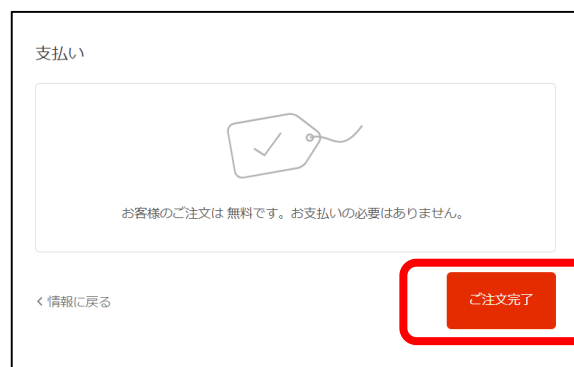 支払い
お客様のご注文は 無料です。お支払いの必要はありません。
< 情報に戻る
ご注文完了